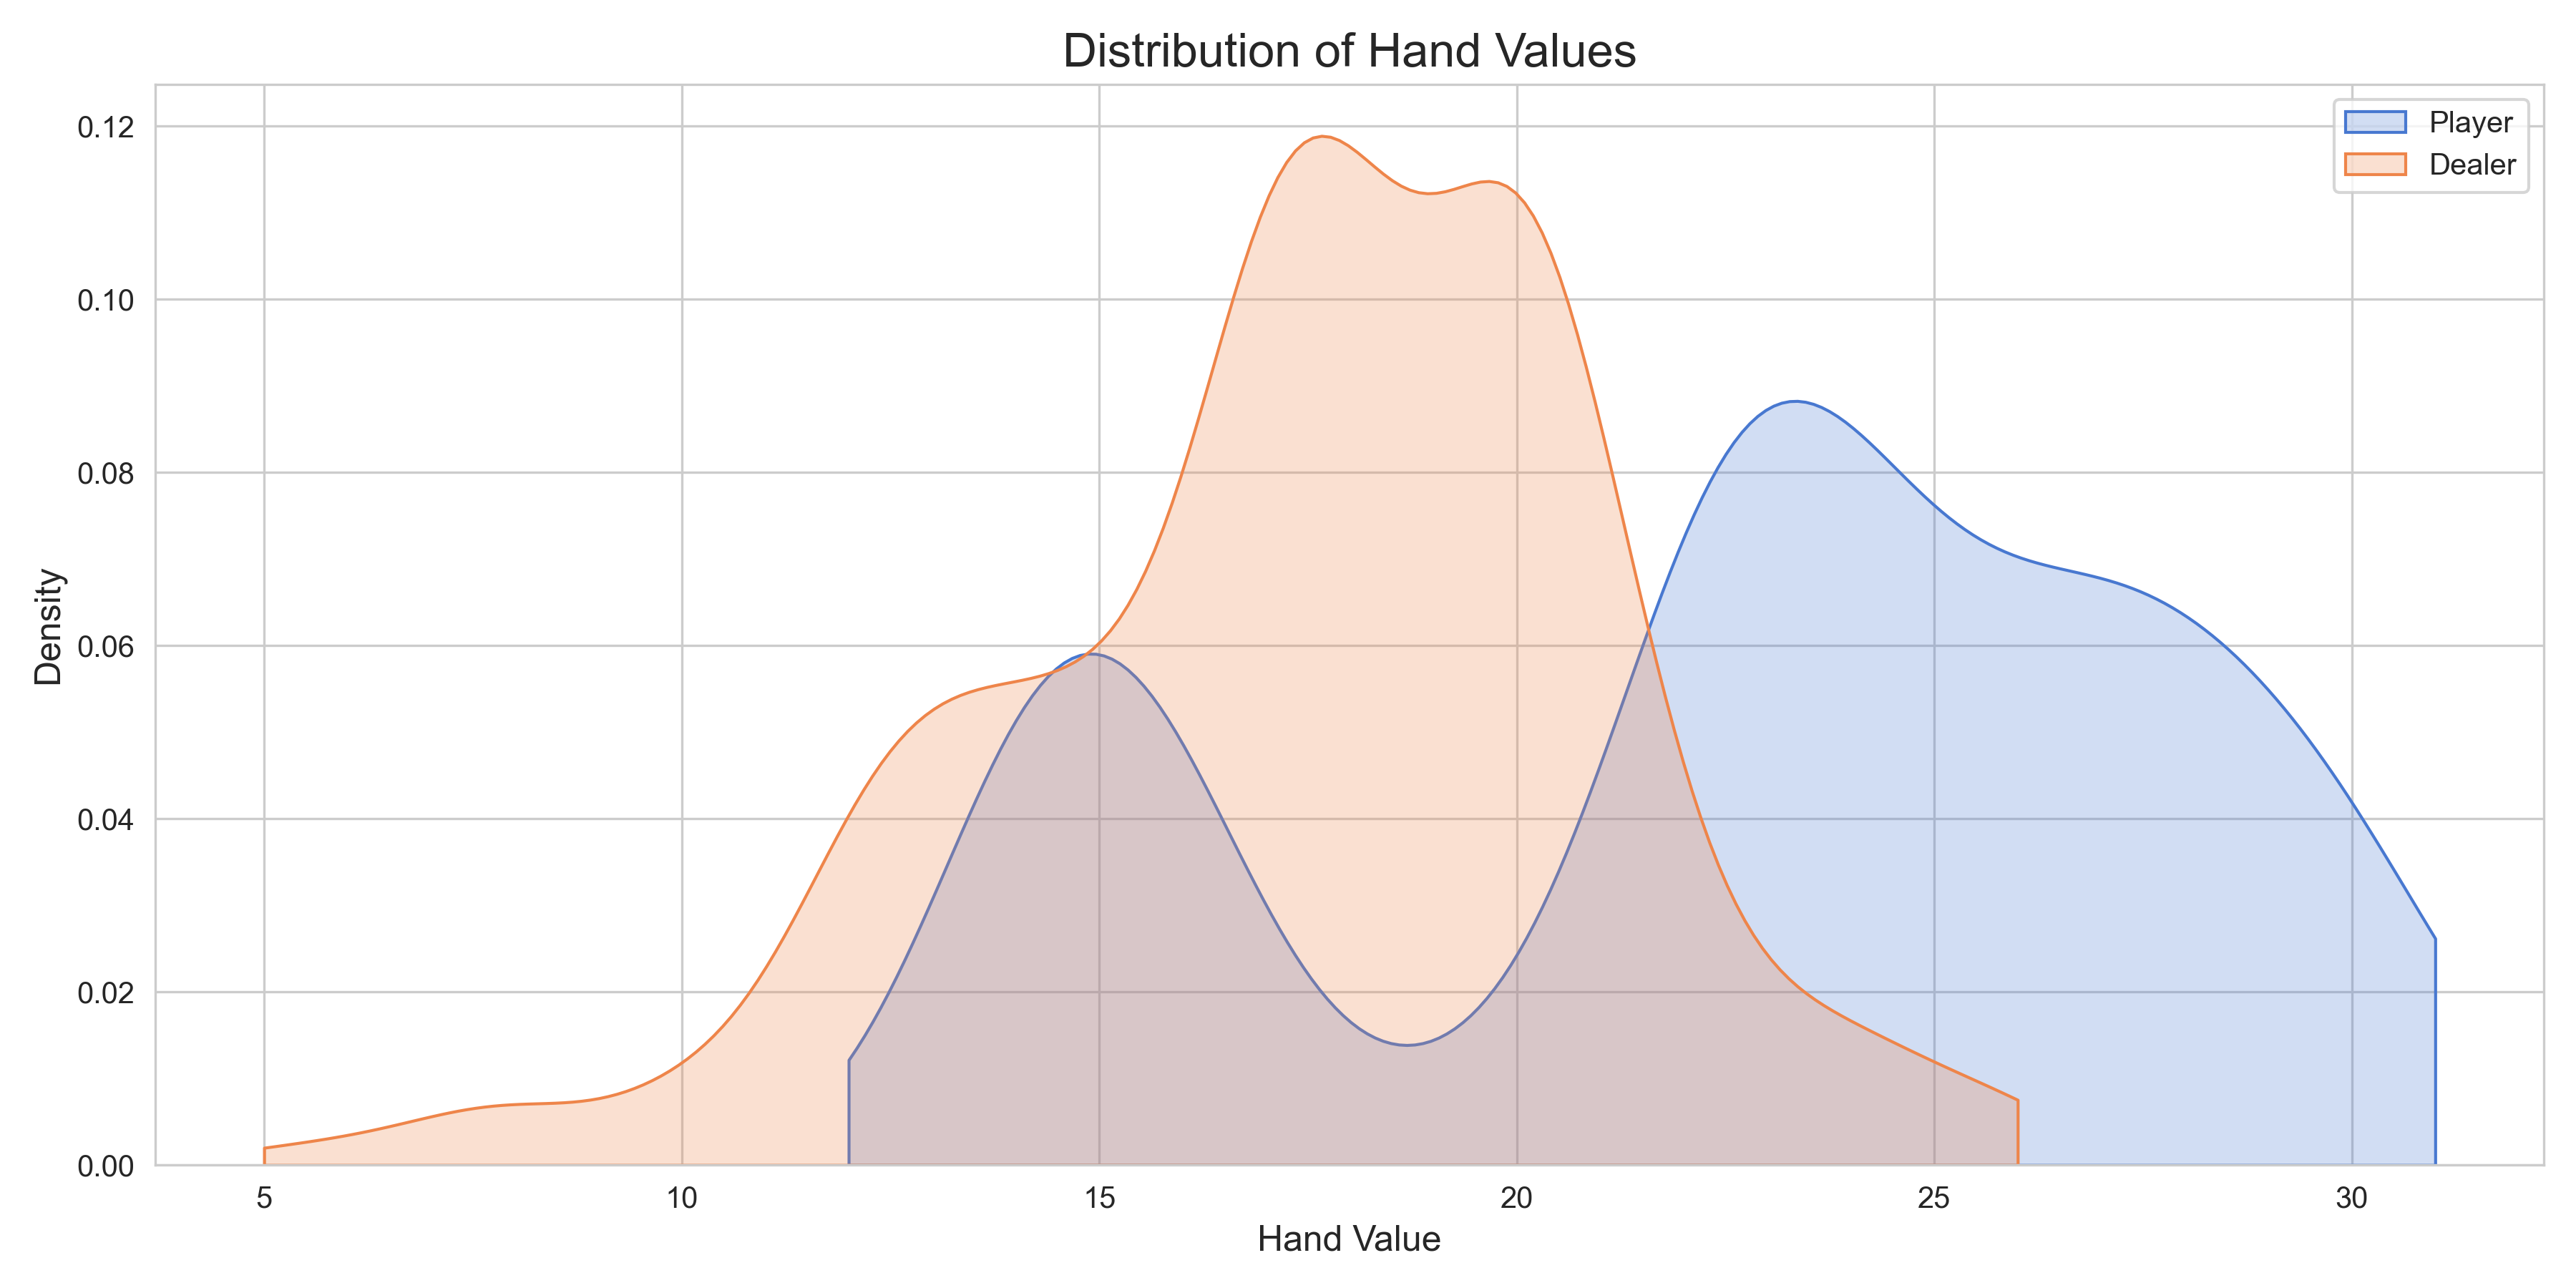 Distribution of Hand Values
Player
Dealer
0.12
0.10
0.08
0.06
0.04
0.02
0.00
Density
5 10 15 20 25 30
Hand Value